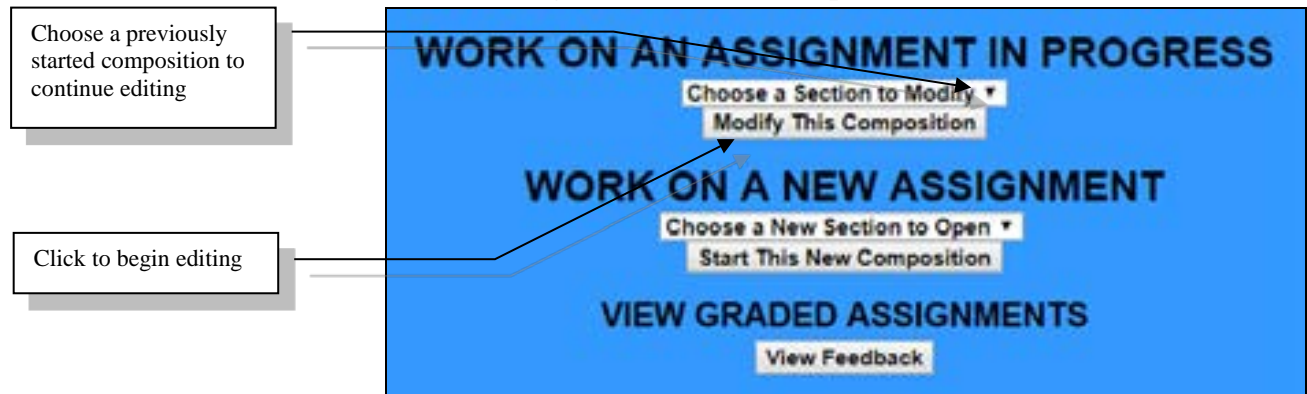 Choose a previously
started composition to
continue editing
WORK ON AN ASSIGNMENT IN PROGRESS
Choose a Section to Modify
Modify This Composition
WORK ON A NEW ASSIGNMENT
Choose a New Section to Open
Click to begin editing
Start This New Composition
VIEW GRADED ASSIGNMENTS
View Feedback